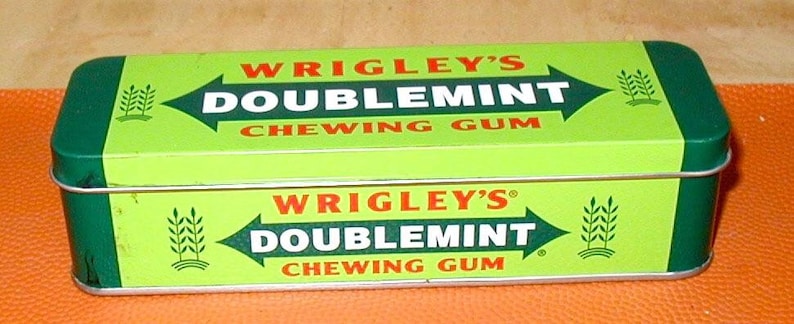 WRIGLEY'S
DOUBLEMINT
CHEWING GUM
WRIGLEY'S®
DOUBLEMINT®
CHEWING GUM